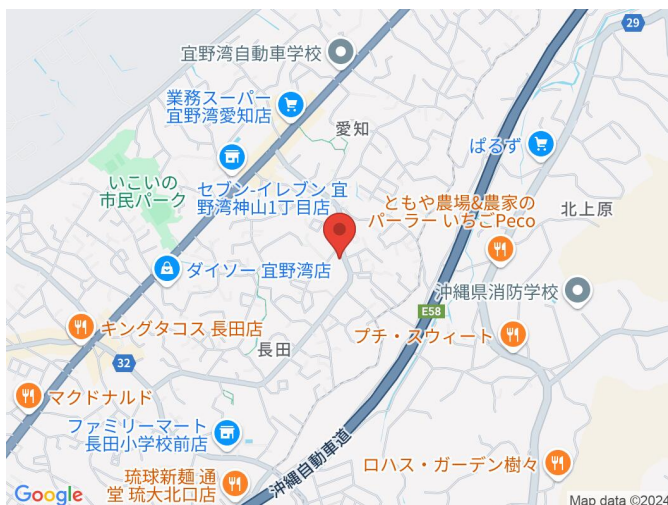 29
宜野湾自動車学校
業務スーパー
宜野湾愛知店
愛知
ぱるず
いこいの
市民パーク
セブン-イレブン 宜
野湾神山1丁目店
ともや農場&農家の
パーラー いちごPeco
北上原
ダイソー 宜野湾店
沖縄県消防学校
E58
キングタコス 長田店
プチ・スウィート
長田
32
マクドナルド
ファミリーマート
長田小学校前店
沖縄自動車道
琉球新麺 通
堂 琉大北口店
ロハス・ガーデン樹々
Google
Map data ©2024